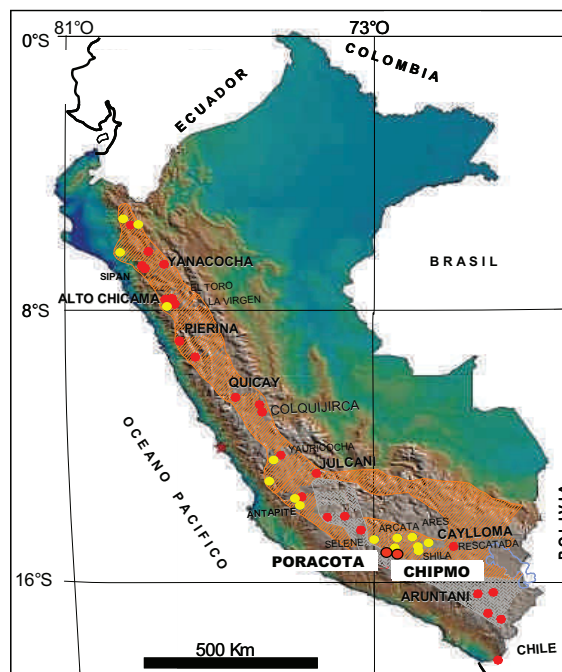 81°O
73°O
0°S
COLOMBIA
ECUADOR
BRASIL
YANACOCHA
SIPAN
EL TORO
LA VIRGEN
ALTO CHICAMA
8°S
PIERINA
QUICAY
COLQUIJIRCA
OCEANO PACIFICO
YAURICOCHA
JULCANI
BOLIVIA
ANTAPITE
ARCATA ARES
CAYLLOMA
SELENE
SHILA
RESCATADA
PORACOTA
CHIPMO
16°S
ARUNTANI
CHILE
500 Km